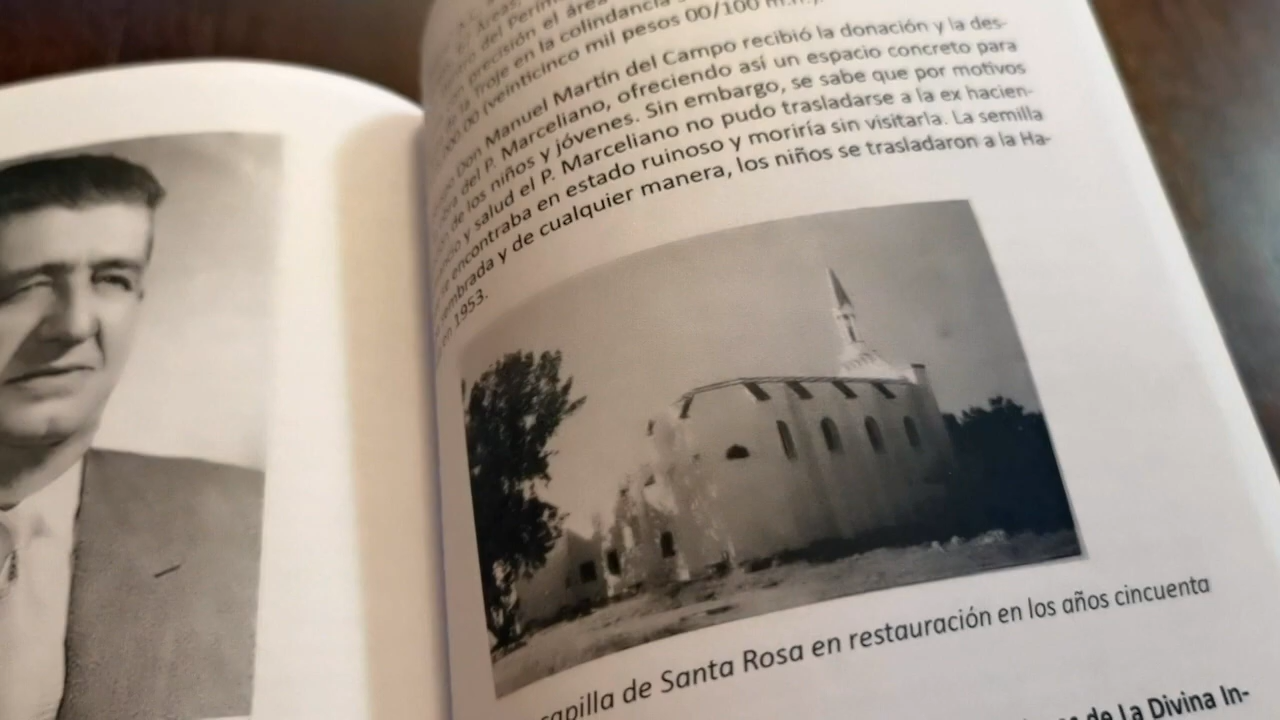 Áreas,
del Perím
precisión el área
la Troje en la colindancia
000.00 (veinticinco mil pesos 00/100 m.n.).
Don Manuel Martín del Campo recibió la donación y la des-
del P. Marceliano, ofreciendo así un espacio concreto para
de los niños y jóvenes. Sin embargo, se sabe que por motivos
y salud el P. Marceliano no pudo trasladarse a la ex hacien-
encontraba en estado ruinoso y moriría sin visitarla. La semilla
sembrada y de cualquier manera, los niños se trasladaron a la Ha-
en 1953.
capilla de Santa Rosa en restauración en los años cincuenta
de La Divina In-